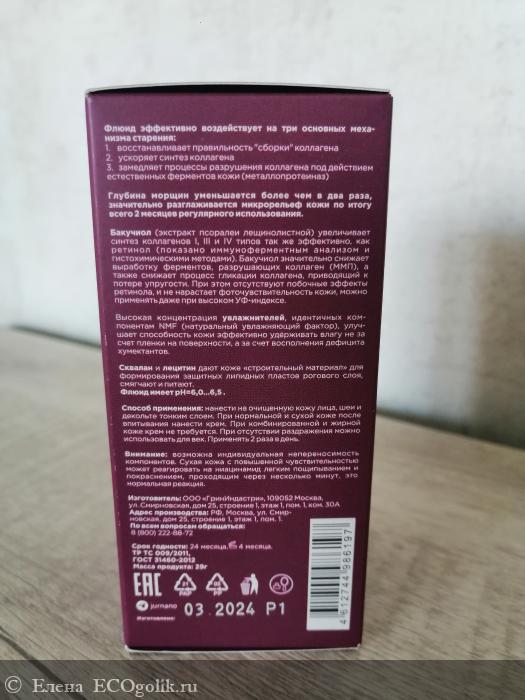 Флюид эффективно воздействует на три основных меха-
низма старения:
1. восстанавливает правильность "сборки" коллагена
2. ускоряет синтез коллагена
3. замедляет процессы разрушения коллагена под действием
естественных ферментов кожи (металлопротеиназ)
Глубина морщин уменьшается более чем в два раза,
значительно разглаживается микрорельеф кожи по итогу
всего 2 месяцев регулярного использования.
Бакучиол (экстракт псоралеи лещинолистной) увеличивает
синтез коллагенов I, III и IV типов так же эффективно, как
ретинол (показано иммуноферментным анализом и
гистохимическими методами). Бакучиол значительно снижает
выработку ферментов, разрушающих коллаген (ММП), а
также снижает процесс гликации коллагена, приводящий к
потере упругости. При этом отсутствуют побочные эффекты
ретинола, и не нарастает фоточувствительность кожи, можно
применять даже при высоком УФ-индексе.
Высокая концентрация увлажнителей, идентичных ком-
понентам NMF (натуральный увлажняющий фактор), улуч-
шает способность кожи эффективно удерживать влагу не за
счет пленки на поверхности, а за счет восполнения дефицита
хумектантов.
Сквалан и лецитин дают коже «строительный материал» для
формирования защитных липидных пластов рогового слоя,
смягчают и питают.
Флюид имеет pH=6,0...6,5.
Способ применения: нанести на очищенную кожу лица, шеи и
декольте тонким слоем. При нормальной и сухой коже после
впитывания нанести крем. При комбинированной и жирной
коже крем не требуется. При отсутствии раздражения можно
использовать для век. Применять 2 раза в день.
Внимание: возможна индивидуальная непереносимость
компонентов. Сухая кожа с повышенной чувствительностью
может реагировать на ниацинамид легким пощипыванием и
покраснением, проходящим через несколько минут, это
нормальная реакция.
Изготовитель: ООО «ГринИндастри», 109052 Москва,
ул. Смирновская, дом 25, строение 1, этаж 1, пом. 1, ком. 30А
Адрес производства: РФ, Москва, ул. Смир-
новская, дом 25, строение 1, этаж 1, пом. 1.
По всем вопросам обращаться:
8 (800) 222-88-72
Срок годности: 24 месяца, 4 месяца.
ТР ТС 009/2011,
ГОСТ 31460-2012
Масса продукта: 29г
EAC
21
PAP
05
PP
jurnano
03.2024 P1
Изготовлено:
4 612744 986197
© Елена ECOgolik.ru